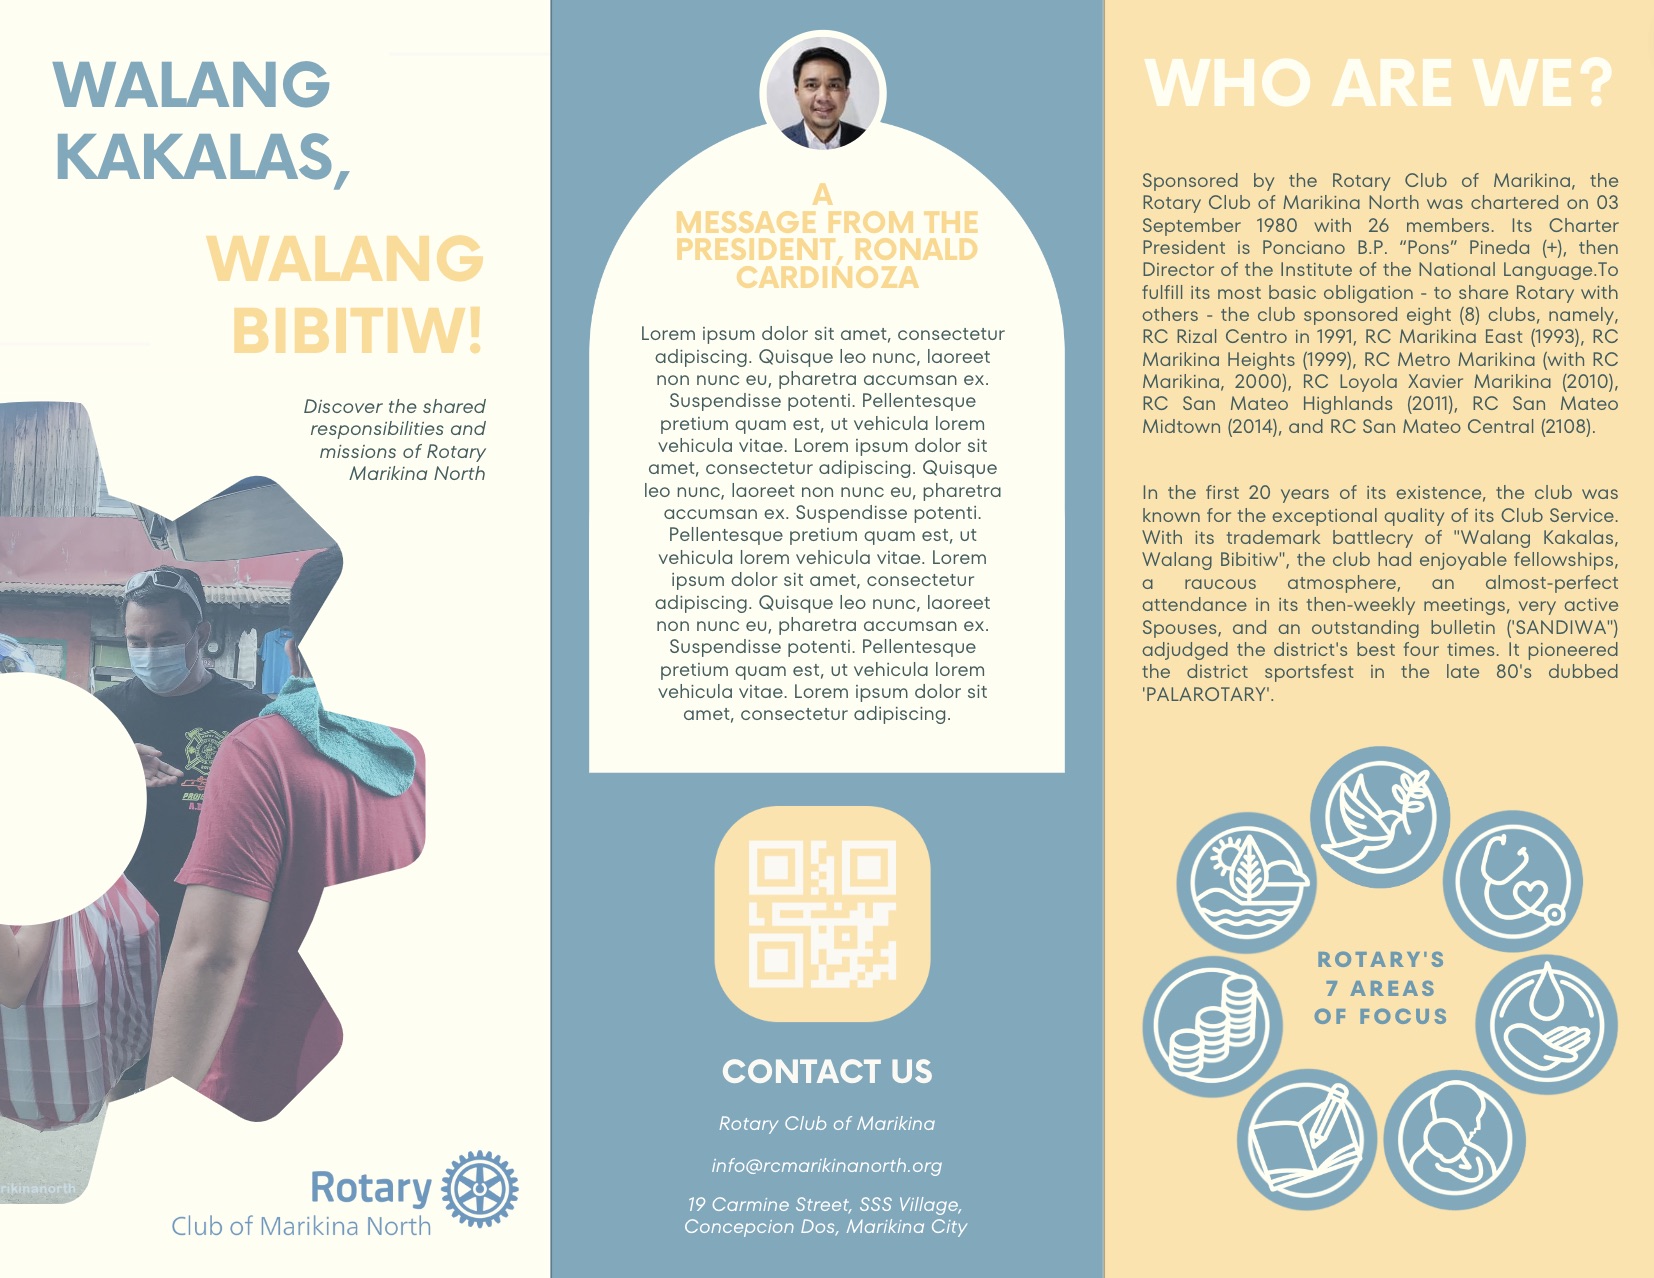 WALANG
KAKALAS,
WALANG
BIBITIW!
Discover the shared
responsibilities and
missions of Rotary
Marikina North
rikinanorth
Rotary
Club of Marikina North
A
MESSAGE FROM THE
PRESIDENT, RONALD
CARDINOZA
Lorem ipsum dolor sit amet, consectetur
adipiscing. Quisque leo nunc, laoreet
non nunc eu, pharetra accumsan ex.
Suspendisse potenti. Pellentesque
pretium quam est, ut vehicula lorem
vehicula vitae. Lorem ipsum dolor sit
amet, consectetur adipiscing. Quisque
leo nunc, laoreet non nunc eu, pharetra
accumsan ex. Suspendisse potenti.
Pellentesque pretium quam est, ut
vehicula lorem vehicula vitae. Lorem
ipsum dolor sit amet, consectetur
adipiscing. Quisque leo nunc, laoreet
non nunc eu, pharetra accumsan ex.
Suspendisse potenti. Pellentesque
pretium quam est, ut vehicula lorem
vehicula vitae. Lorem ipsum dolor sit
amet, consectetur adipiscing.
CONTACT US
Rotary Club of Marikina
info@rcmarikinanorth.org
19 Carmine Street, SSS Village,
Concepcion Dos, Marikina City
WHO ARE WE?
Sponsored by the Rotary Club of Marikina, the
Rotary Club of Marikina North was chartered on 03
September 1980 with 26 members. Its Charter
President is Ponciano B.P. “Pons” Pineda (+), then
Director of the Institute of the National Language.To
fulfill its most basic obligation - to share Rotary with
others - the club sponsored eight (8) clubs, namely,
RC Rizal Centro in 1991, RC Marikina East (1993), RC
Marikina Heights (1999), RC Metro Marikina (with RC
Marikina, 2000), RC Loyola Xavier Marikina (2010),
RC San Mateo Highlands (2011), RC San Mateo
Midtown (2014), and RC San Mateo Central (2108).
In the first 20 years of its existence, the club was
known for the exceptional quality of its Club Service.
With its trademark battlecry of "Walang Kakalas,
Walang Bibitiw", the club had enjoyable fellowships,
a raucous atmosphere, an almost-perfect
attendance in its then-weekly meetings, very active
Spouses, and an outstanding bulletin ('SANDIWA")
adjudged the district's best four times. It pioneered
the district sportsfest in the late 80's dubbed
'PALAROTARY'.
ROTARY'S
7 AREAS
OF FOCUS